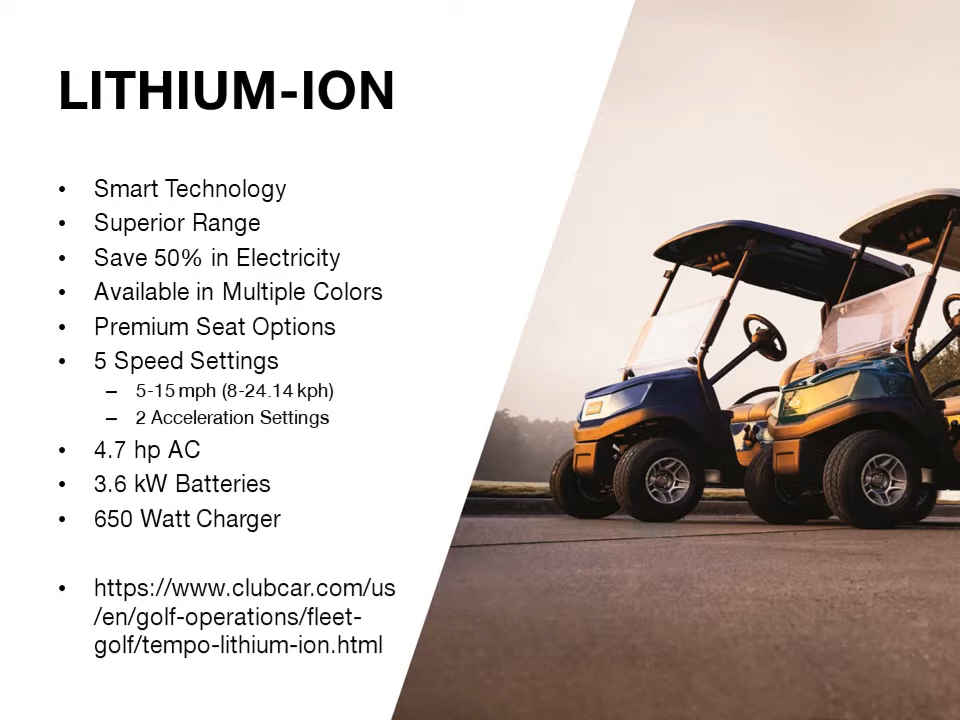 LITHIUM-ION
• Smart Technology
• Superior Range
• Save 50% in Electricity
• Available in Multiple Colors
• Premium Seat Options
• 5 Speed Settings
– 5-15 mph (8-24.14 kph)
– 2 Acceleration Settings
• 4.7 hp AC
• 3.6 kW Batteries
• 650 Watt Charger
• https://www.clubcar.com/us
/en/golf-operations/fleet-
golf/tempo-lithium-ion.html